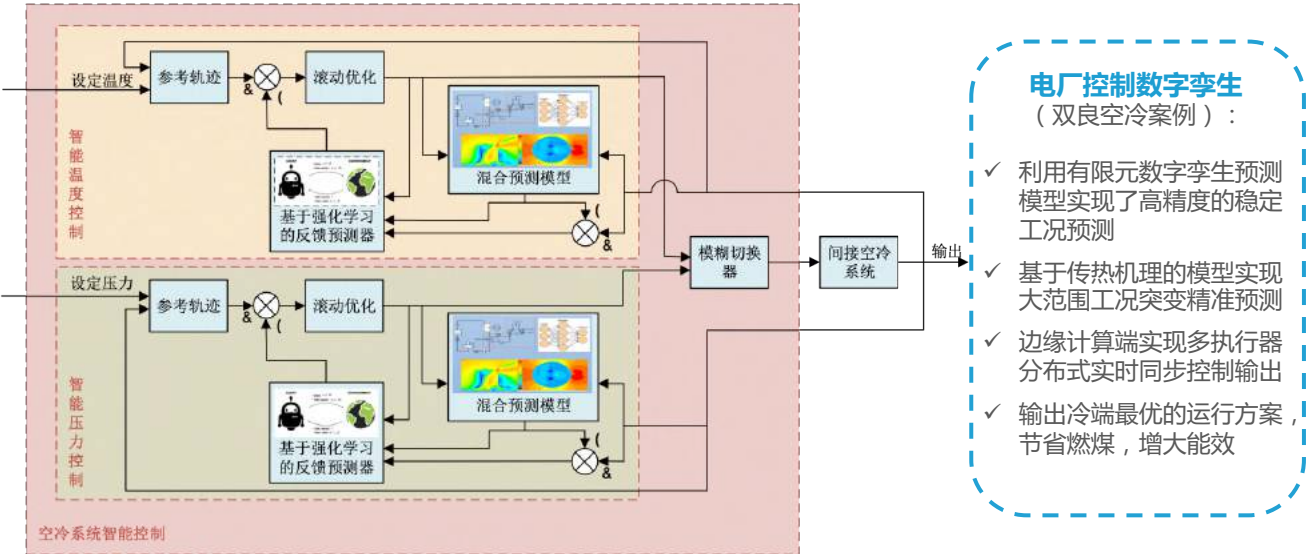 设定温度
参考轨迹
&
(
滚动优化
智能温度控制
混合预测模型
基于强化学习
的反馈预测器
(
&
设定压力
参考轨迹
&
(
滚动优化
智能压力控制
混合预测模型
基于强化学习
的反馈预测器
(
&
模糊切换
器
间接空冷
系统
输出
空冷系统智能控制
电厂控制数字孪生
（双良空冷案例）：
✓ 利用有限元数字孪生预测
模型实现了高精度的稳定
工况预测
✓ 基于传热机理的模型实现
大范围工况突变精准预测
✓ 边缘计算端实现多执行器
分布式实时同步控制输出
✓ 输出冷端最优的运行方案，
节省燃煤，增大能效